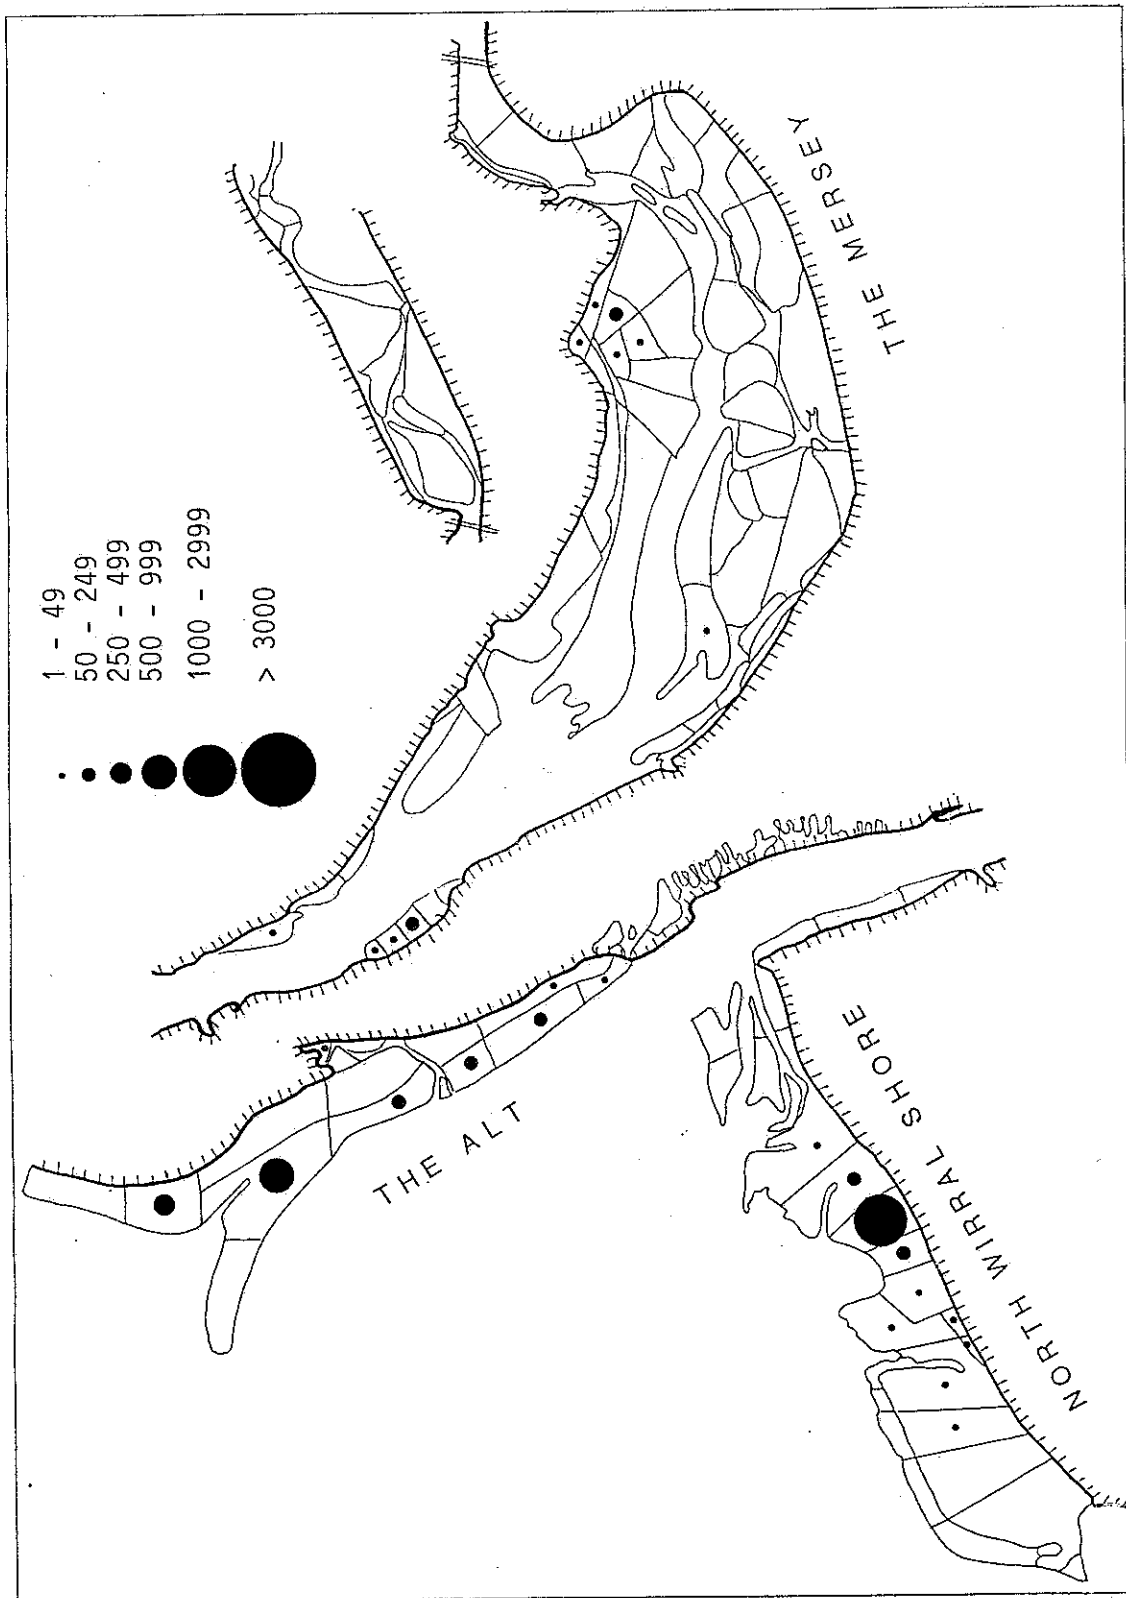 1 - 49
50 - 249
250 - 499
500 - 999
1000 - 2999
> 3000
THE MERSEY
THE ALT
NORTH WIRRAL SHORE